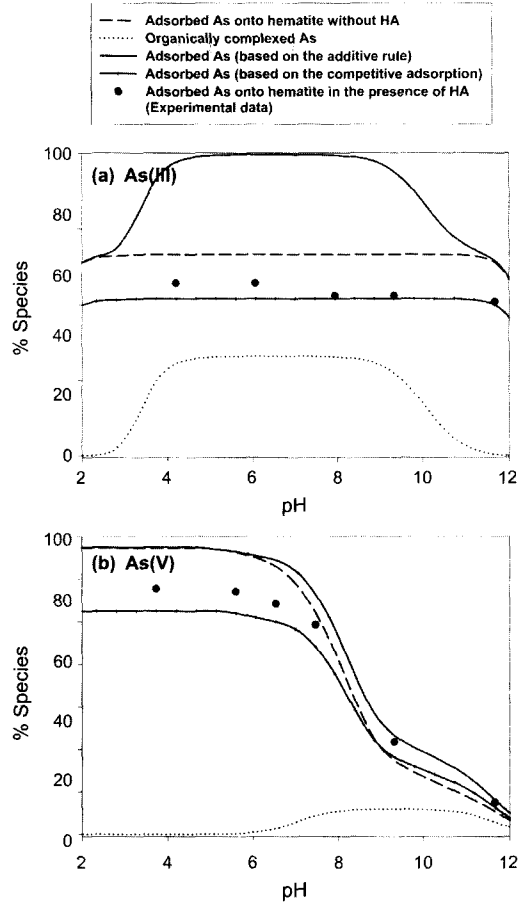 Adsorbed As onto hematite without HA
Organically complexed As
Adsorbed As (based on the additive rule)
Adsorbed As (based on the competitive adsorption)
Adsorbed As onto hematite in the presence of HA
(Experimental data)
(a) As(III)
100
80
60
40
20
0
% Species
2 4 6 8 10 12
pH
(b) As(V)
100
80
60
40
20
0
% Species
2 4 6 8 10 12
pH